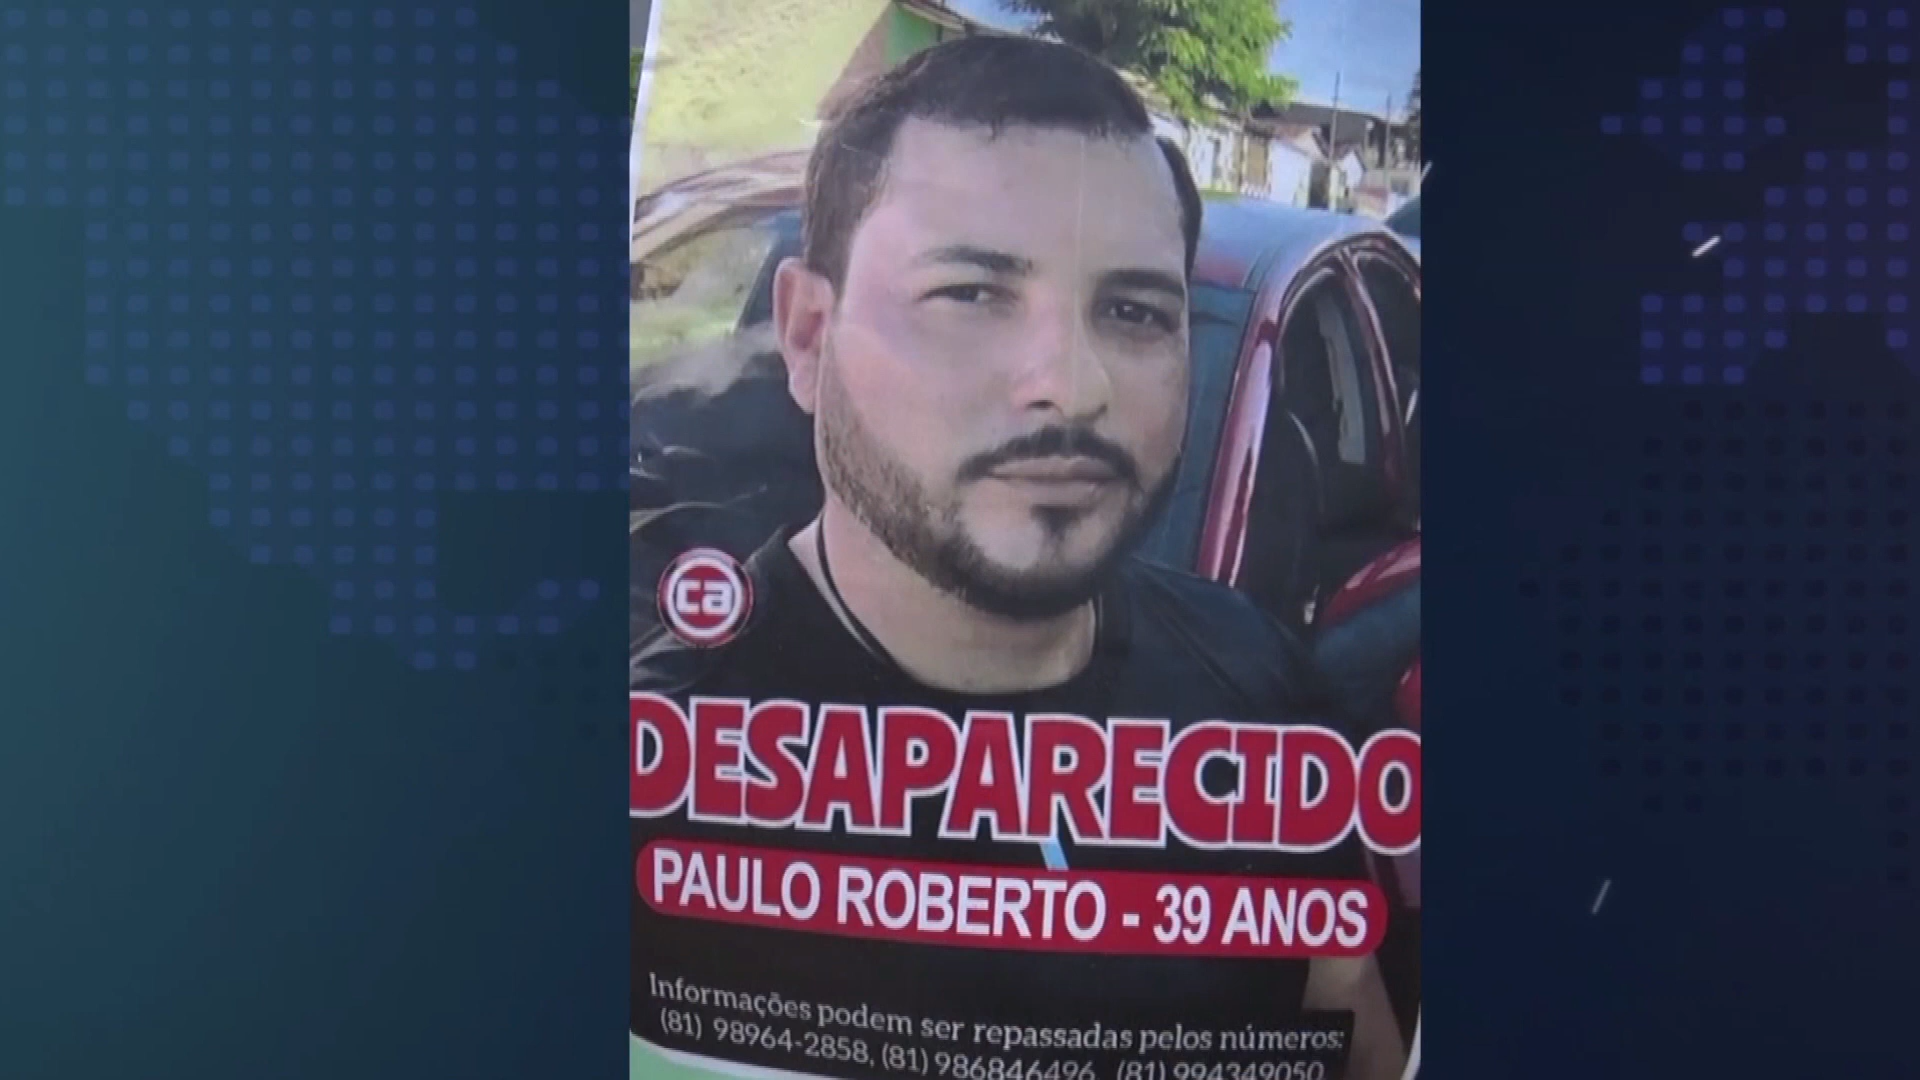 ca
DESAPARECIDO
PAULO ROBERTO - 39 ANOS
Informações podem ser repassadas pelos números:
(81) 98964-2858, (81) 986846496, (81) 994349050